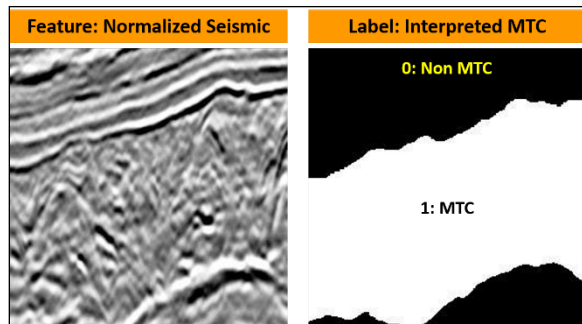 Feature: Normalized Seismic
Label: Interpreted MTC
0: Non MTC
1: MTC